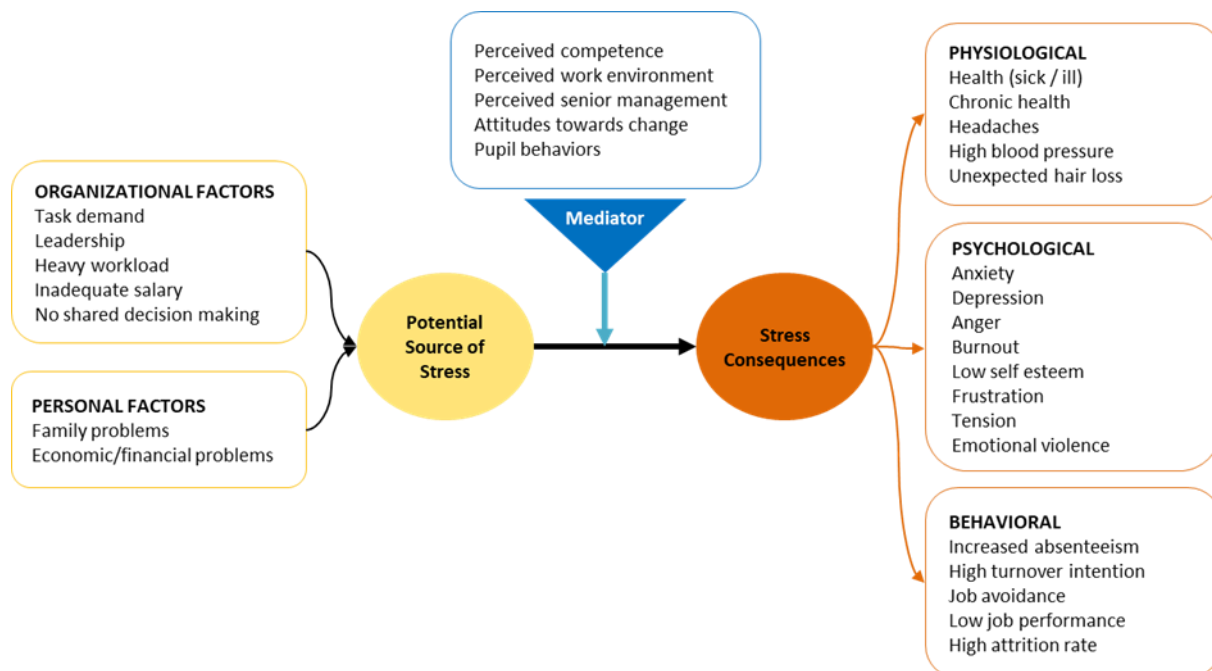 ORGANIZATIONAL FACTORS
Task demand
Leadership
Heavy workload
Inadequate salary
No shared decision making
PERSONAL FACTORS
Family problems
Economic/financial problems
Potential
Source of
Stress
Perceived competence
Perceived work environment
Perceived senior management
Attitudes towards change
Pupil behaviors
Mediator
Stress
Consequences
PHYSIOLOGICAL
Health (sick / ill)
Chronic health
Headaches
High blood pressure
Unexpected hair loss
PSYCHOLOGICAL
Anxiety
Depression
Anger
Burnout
Low self esteem
Frustration
Tension
Emotional violence
BEHAVIORAL
Increased absenteeism
High turnover intention
Job avoidance
Low job performance
High attrition rate